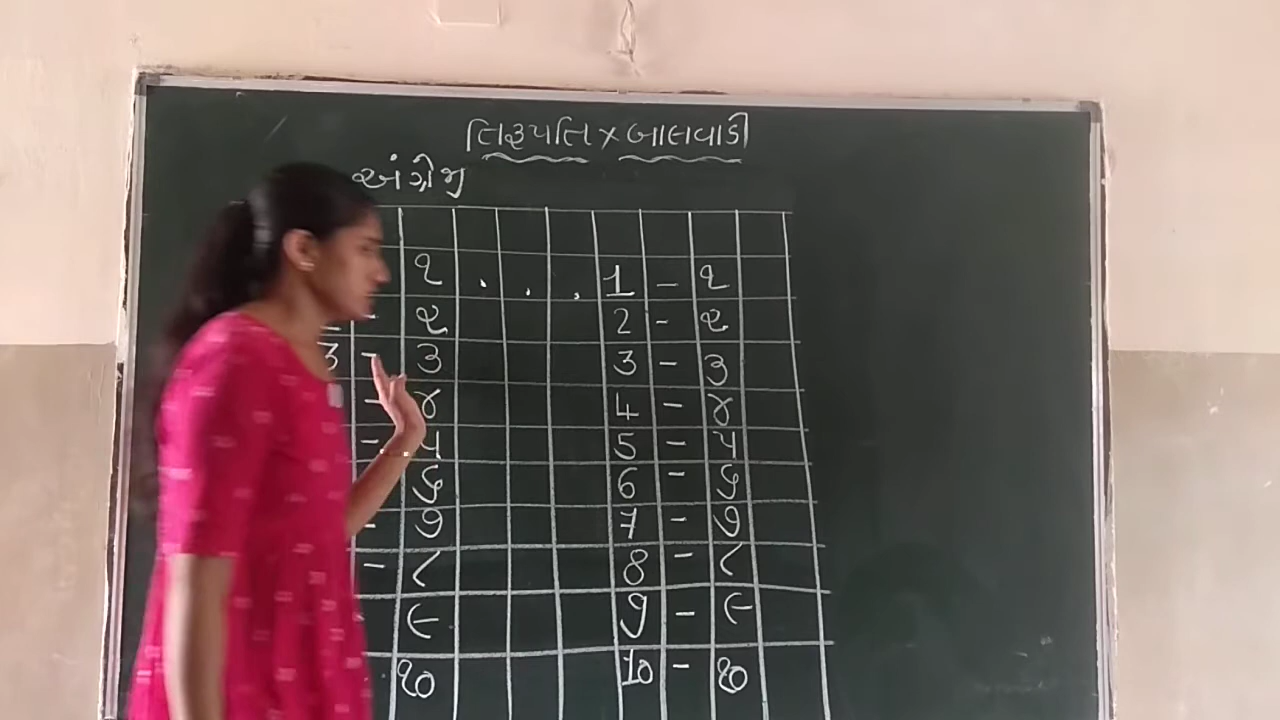 તિરૂપતિ × બાલવાડી
અંગ્રેજી
૧ . . . 1 - ૧
- ૨ 2 - ૨
3 - ૩ 3 - ૩
- ૪ 4 - ૪
- ૫ 5 - ૫
૬ 6 - ૬
- ૭ 7 - ૭
- ૮ 8 - ૮
૯ 9 - ૯
૧૦ 10 - ૧૦